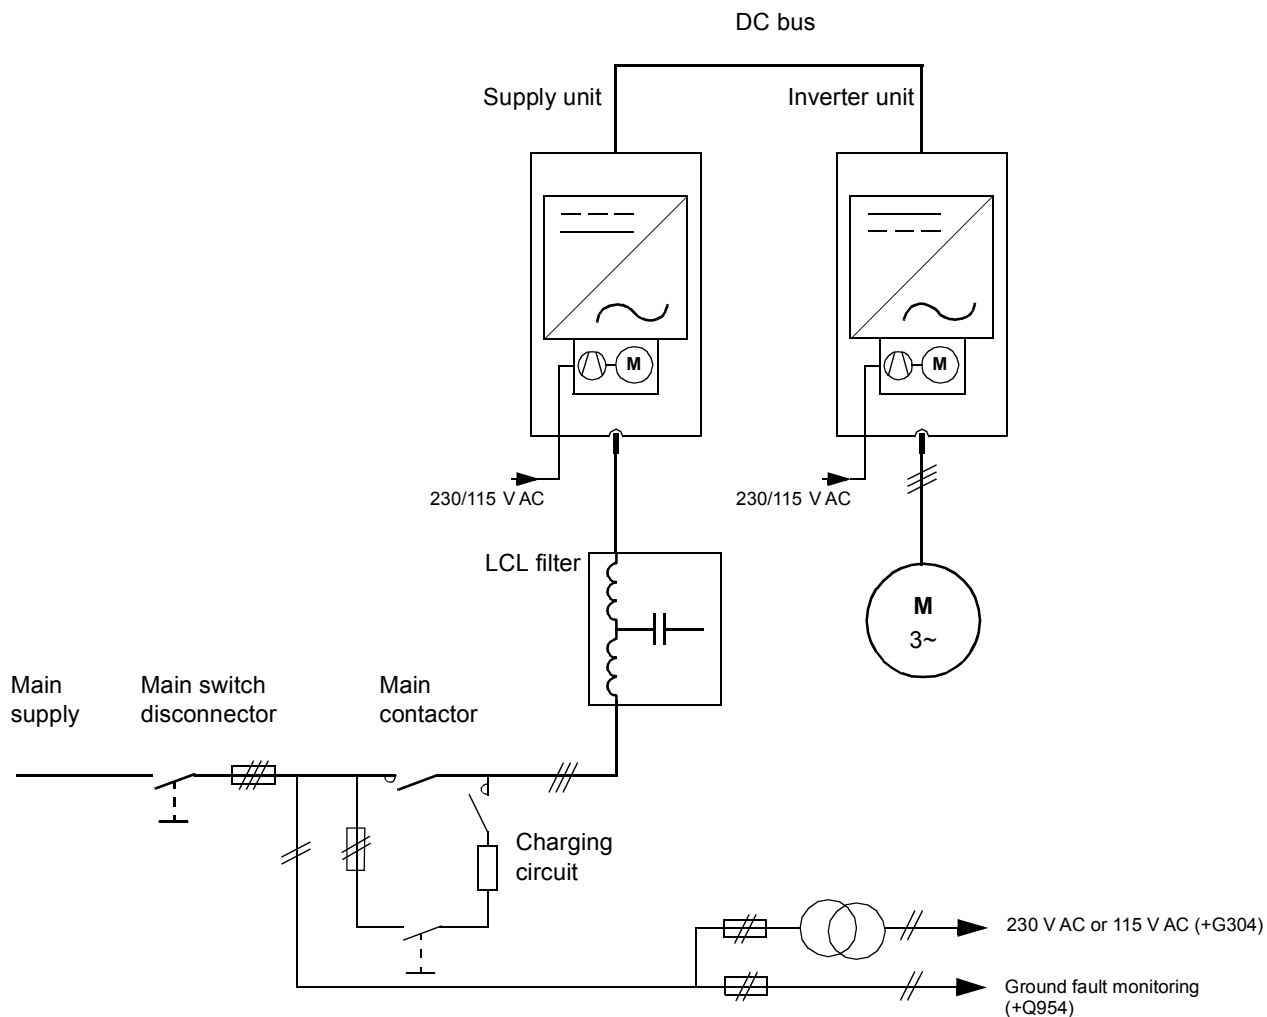 DC bus
Supply unit
Inverter unit
M
M
230/115 V AC
230/115 V AC
LCL filter
M
3~
Main
supply
Main switch
disconnector
Main
contactor
Charging
circuit
230 V AC or 115 V AC (+G304)
Ground fault monitoring
(+Q954)